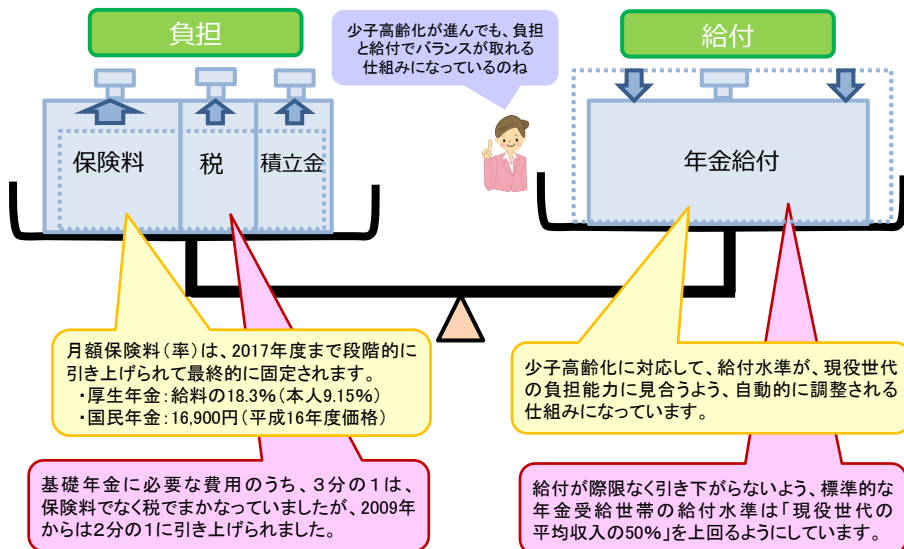 負担
少子高齢化が進んでも、負担
と給付でバランスが取れる
仕組みになっているのね
給付
保険料
税
積立金
年金給付
月額保険料(率)は、2017年度まで段階的に
引き上げられて最終的に固定されます。
・厚生年金:給料の18.3%(本人9.15%)
・国民年金:16,900円(平成16年度価格)
少子高齢化に対応して、給付水準が、現役世代
の負担能力に見合うよう、自動的に調整される
仕組みになっています。
基礎年金に必要な費用のうち、3分の1は、
保険料でなく税でまかなっていましたが、2009年
からは2分の1に引き上げられました。
給付が際限なく引き下がらないよう、標準的な
年金受給世帯の給付水準は「現役世代の
平均収入の50%」を上回るようにしています。